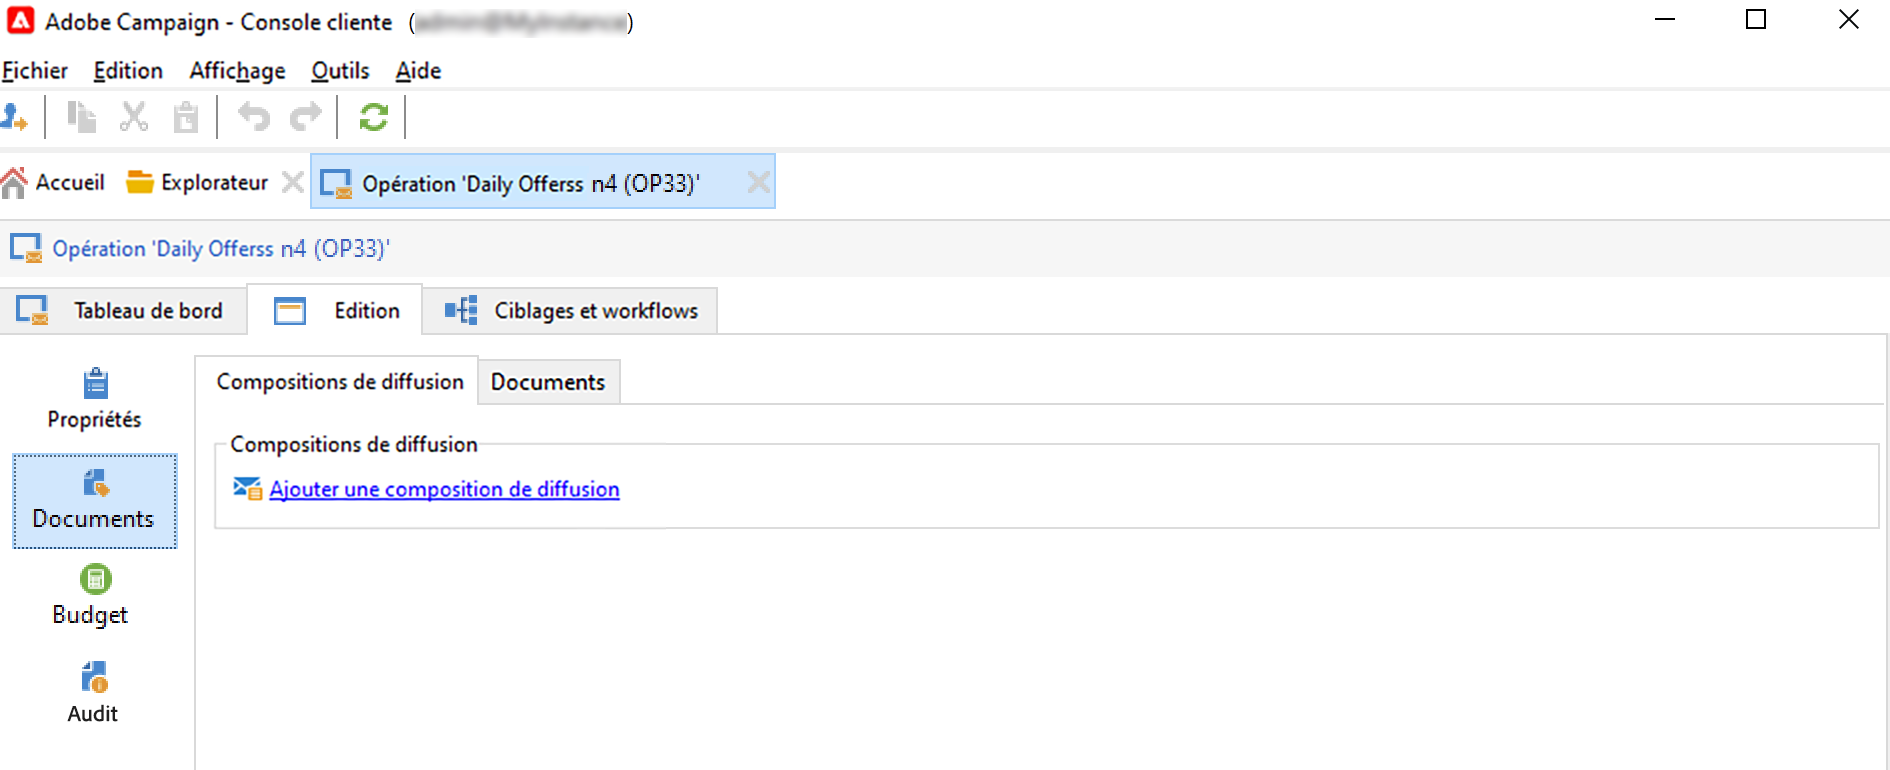 Adobe Campaign - Console cliente ( )
Fichier Edition Affichage Outils Aide
Accueil Explorateur Opération 'Daily Offerss n4 (OP33)'
Opération 'Daily Offerss n4 (OP33)'
Tableau de bord Edition Ciblages et workflows
Compositions de diffusion Documents
Propriétés
Compositions de diffusion
Ajouter une composition de diffusion
Documents
Budget
Audit